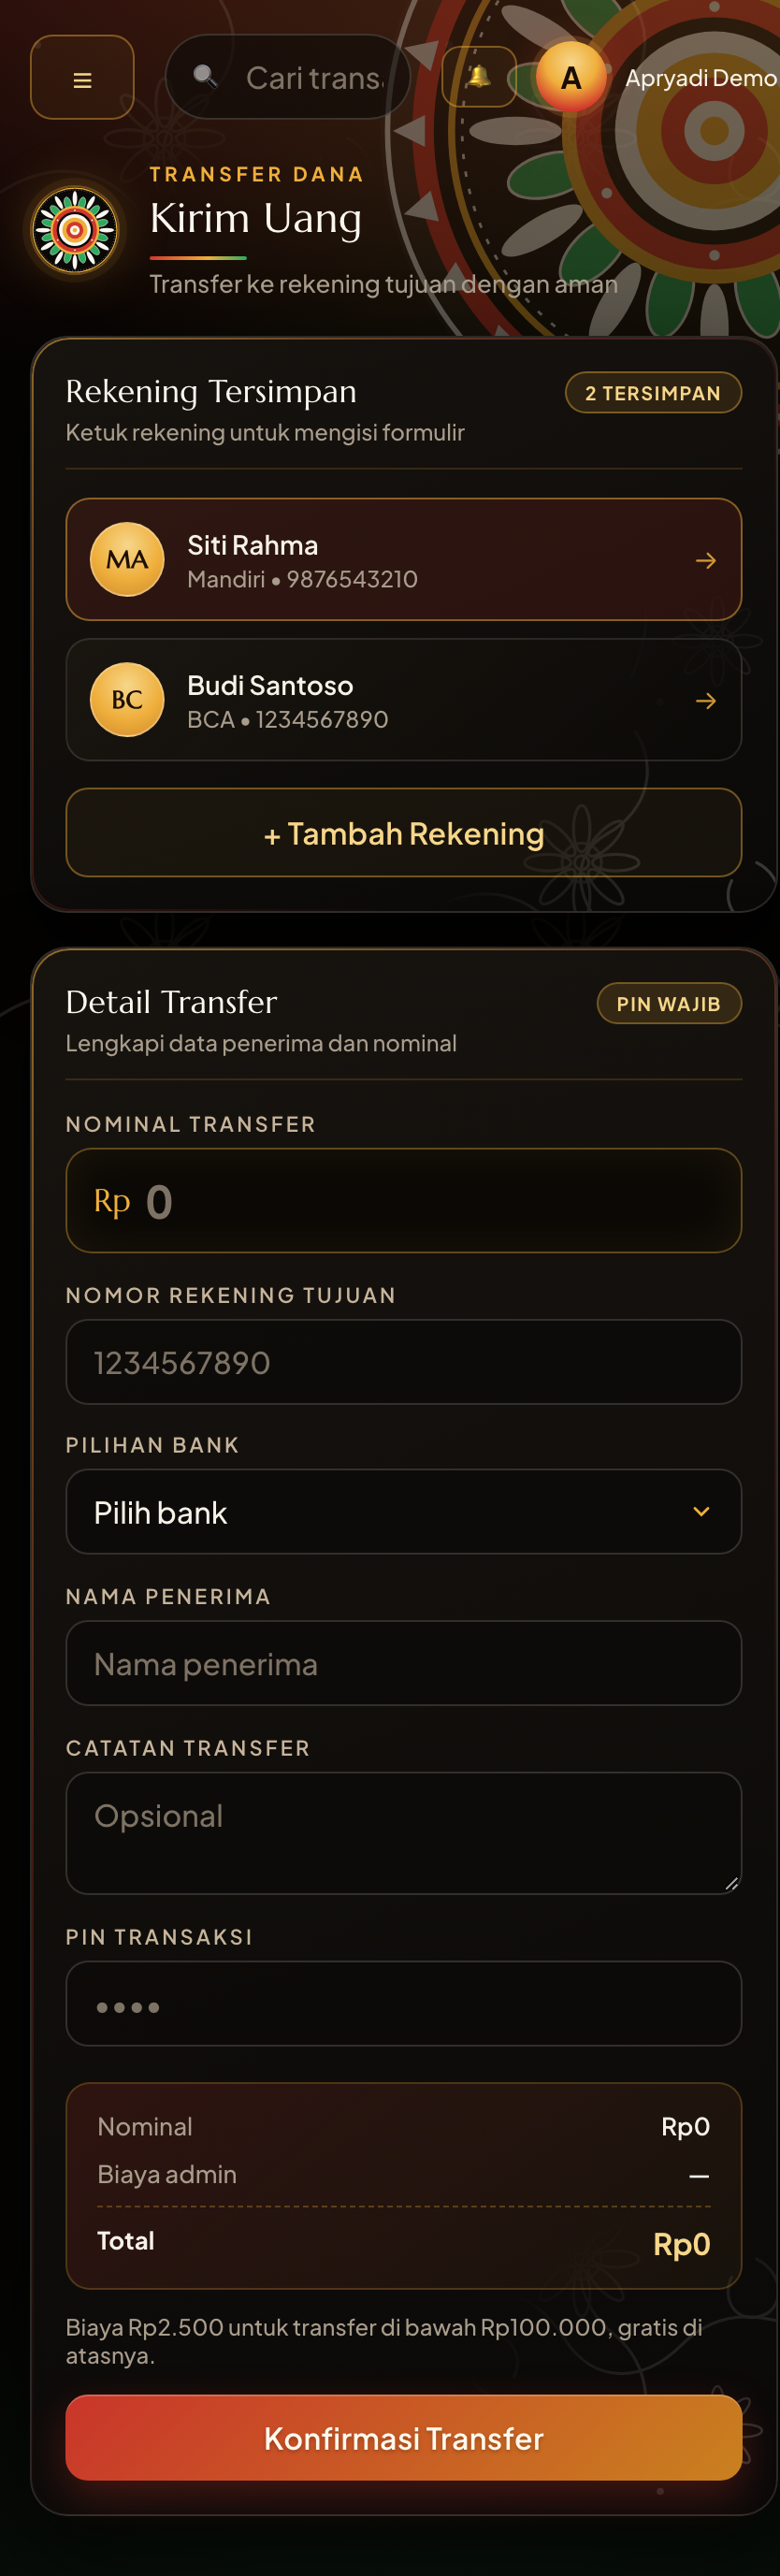 Cari trans
A
Apryadi Demo
TRANSFER DANA
Kirim Uang
Transfer ke rekening tujuan dengan aman
Rekening Tersimpan
2 TERSIMPAN
Ketuk rekening untuk mengisi formulir
MA
Siti Rahma
Mandiri • 9876543210
→
BC
Budi Santoso
BCA • 1234567890
→
+ Tambah Rekening
Detail Transfer
PIN WAJIB
Lengkapi data penerima dan nominal
NOMINAL TRANSFER
Rp 0
NOMOR REKENING TUJUAN
1234567890
PILIHAN BANK
Pilih bank
NAMA PENERIMA
Nama penerima
CATATAN TRANSFER
Opsional
PIN TRANSAKSI
••••
Nominal Rp0
Biaya admin —
Total Rp0
Biaya Rp2.500 untuk transfer di bawah Rp100.000, gratis di
atasnya.
Konfirmasi Transfer